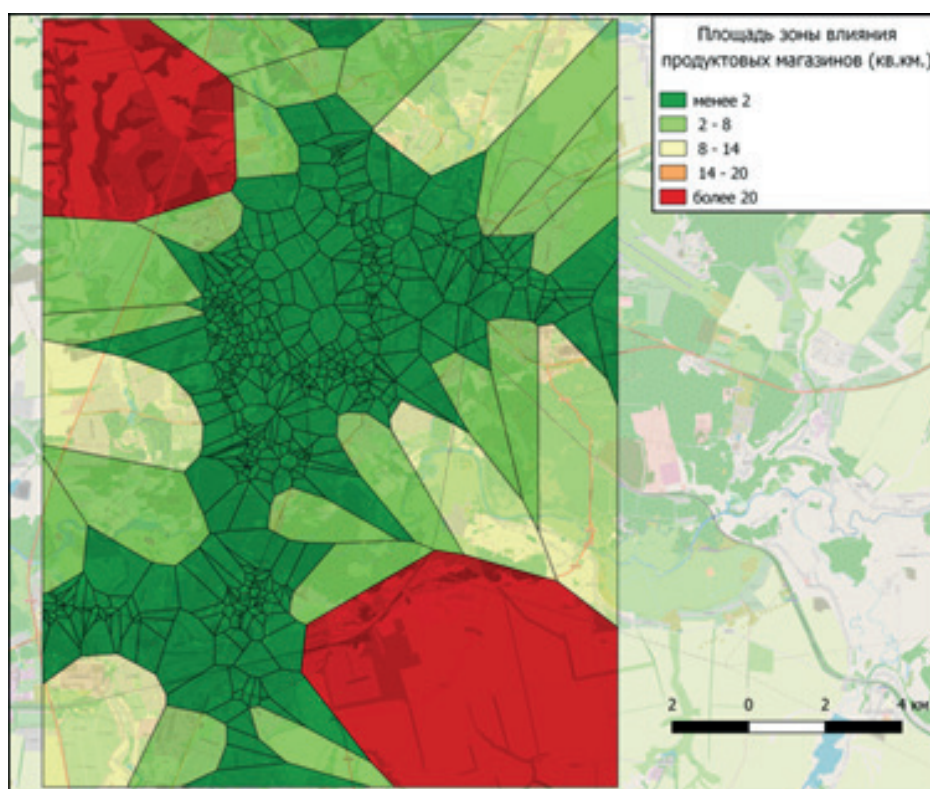 Площадь зоны влияния
продуктовых магазинов (кв.км.)
менее 2
2 - 8
8 - 14
14 - 20
более 20
2 0 2 4 км